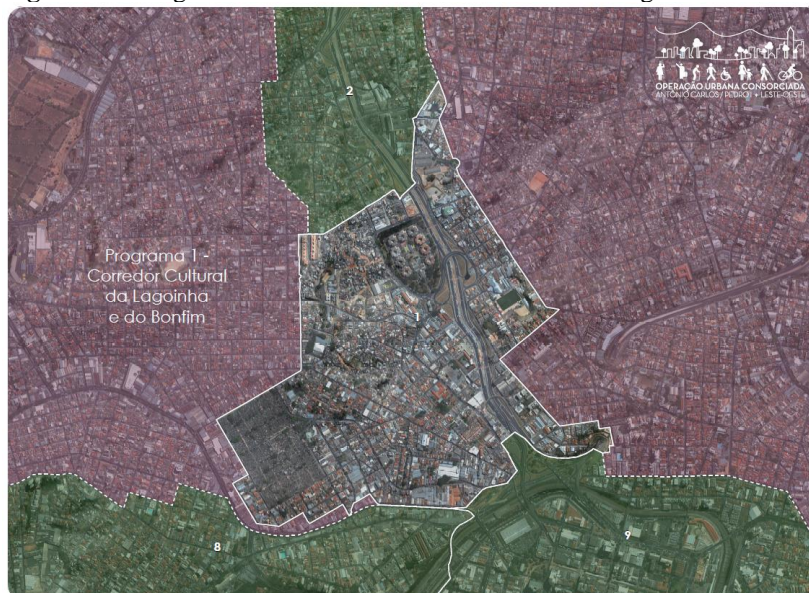 OPERAÇÃO URBANA CONSORCIADA
ANTÔNIO CARLOS / PEDRO I + LESTE-OESTE
2
Programa 1 -
Corredor Cultural
da Lagoinha
e do Bonfim
1
8
9